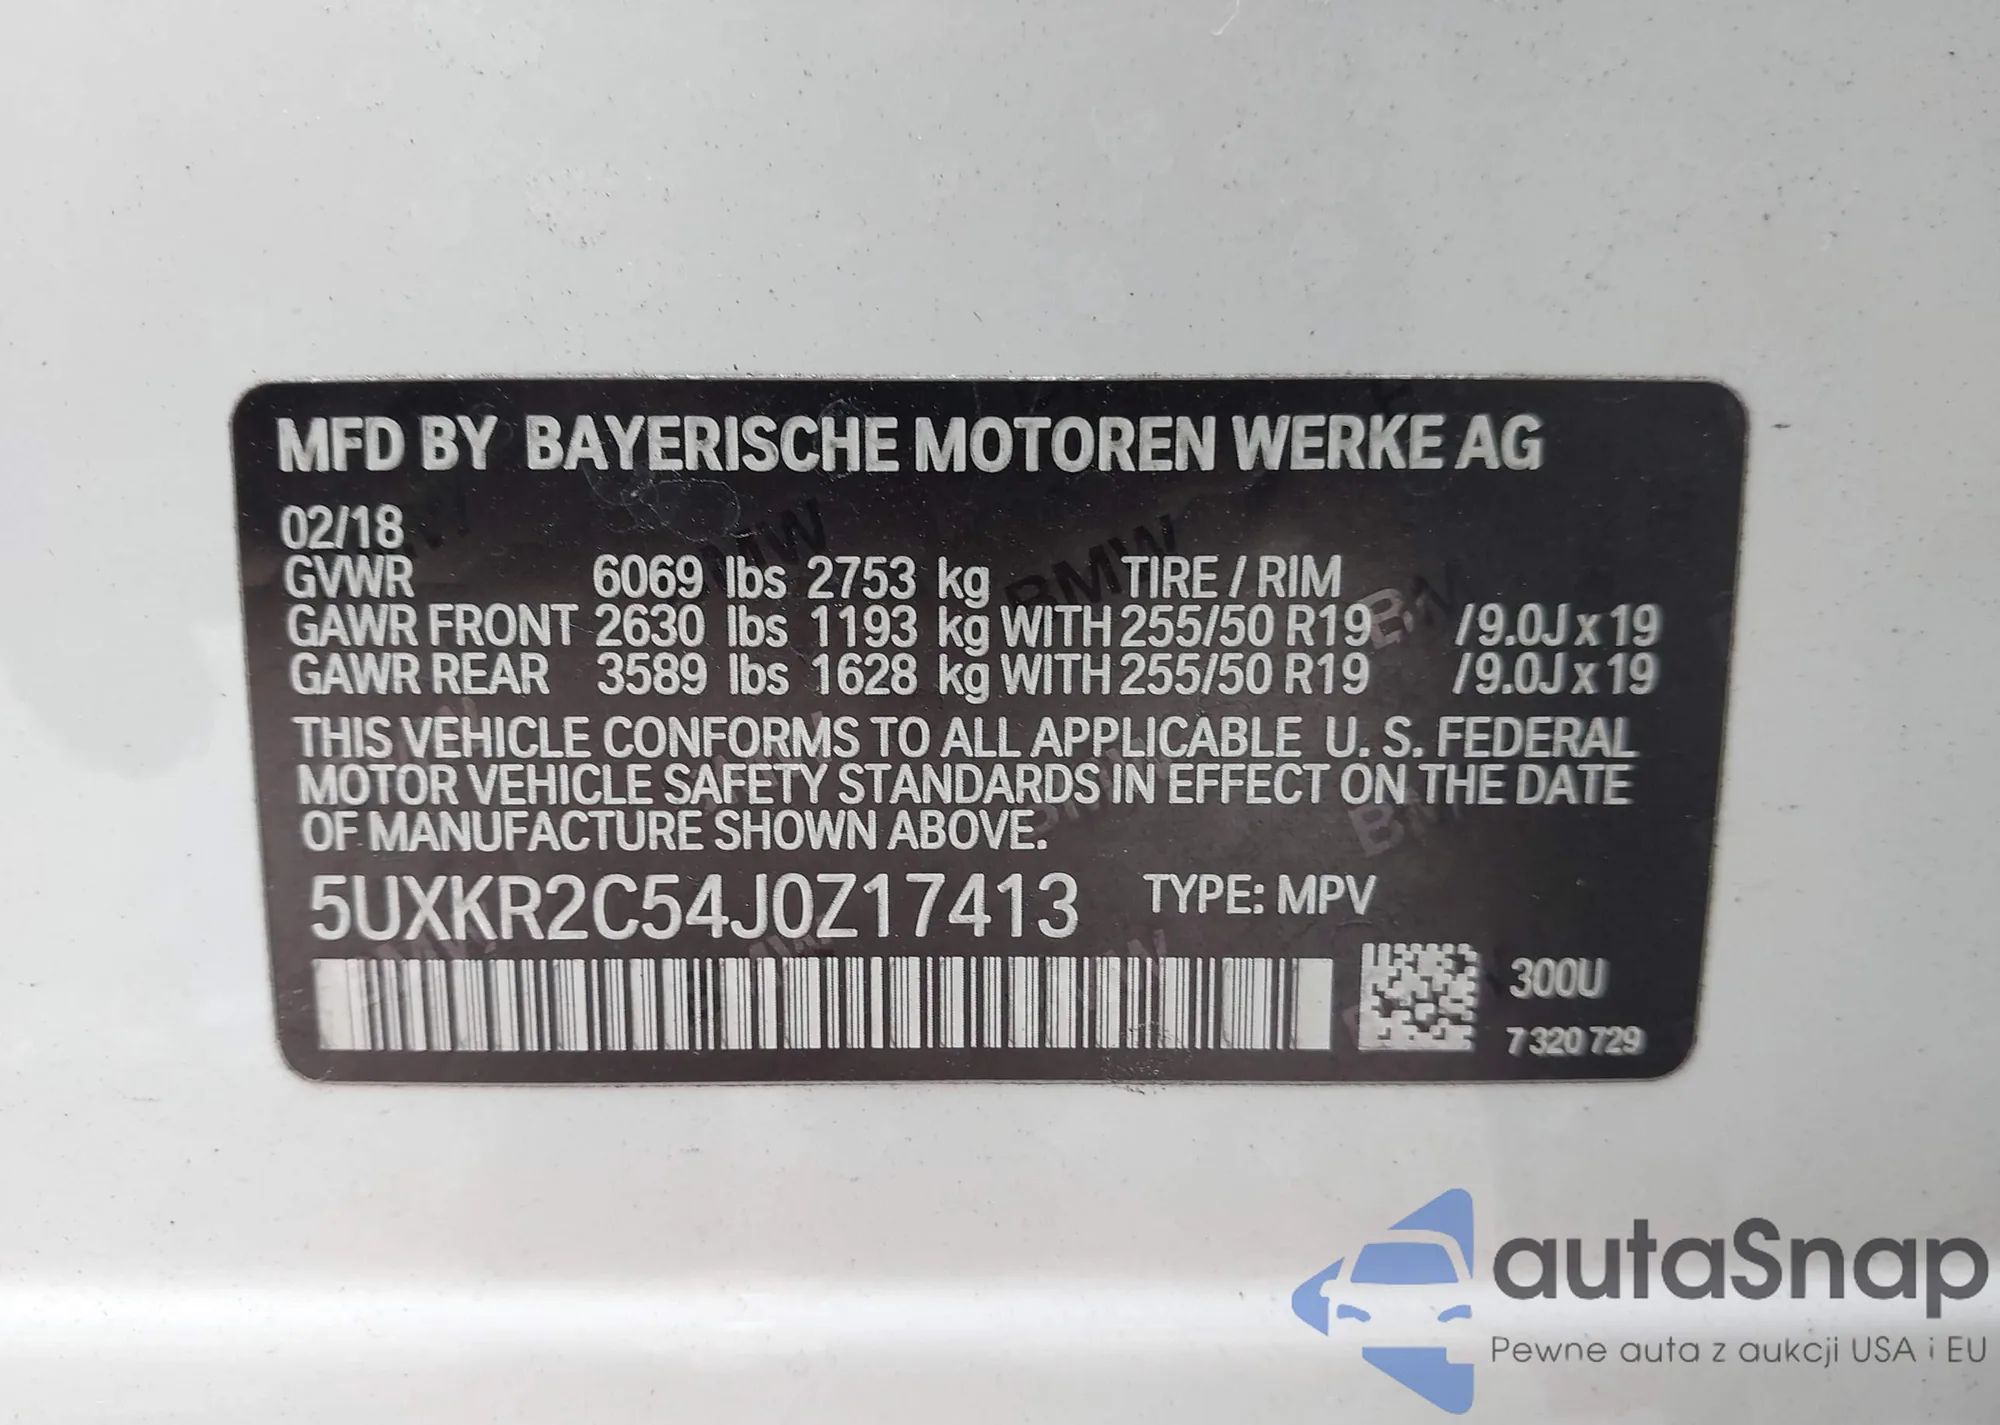 MFD BY BAYERISCHE MOTOREN WERKE AG
02/18
GVWR 6069 lbs 2753 kg TIRE / RIM
GAWR FRONT 2630 lbs 1193 kg WITH 255/50 R19 / 9.0J x 19
GAWR REAR 3589 lbs 1628 kg WITH 255/50 R19 / 9.0J x 19
THIS VEHICLE CONFORMS TO ALL APPLICABLE U. S. FEDERAL
MOTOR VEHICLE SAFETY STANDARDS IN EFFECT ON THE DATE
OF MANUFACTURE SHOWN ABOVE.
5UXKR2C54J0Z17413 TYPE: MPV
300U
7 320 729
autaSnap
Pewne auta z aukcji USA i EU